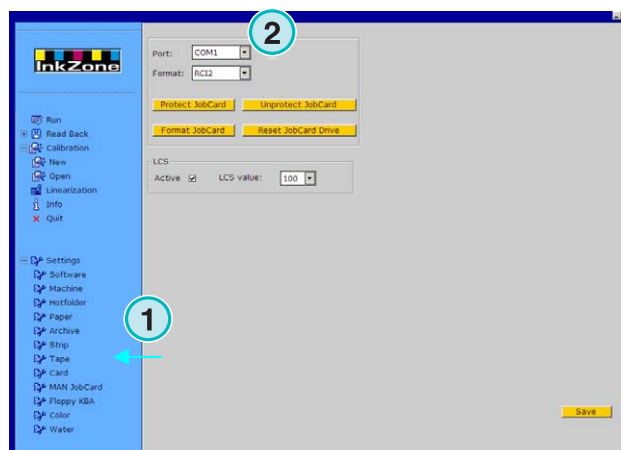 InkZone
Run
Read Back
Calibration
New
Open
Linearization
Info
Quit
Settings
Software
Machine
Hotfolder
Paper
Archive
Strip
Tape
Card
MAN JobCard
Floppy KBA
Color
Water
1
2
Port: COM1
Format: RCI2
Protect JobCard Unprotect JobCard
Format JobCard Reset JobCard Drive
LCS
Active LCS value: 100
Save